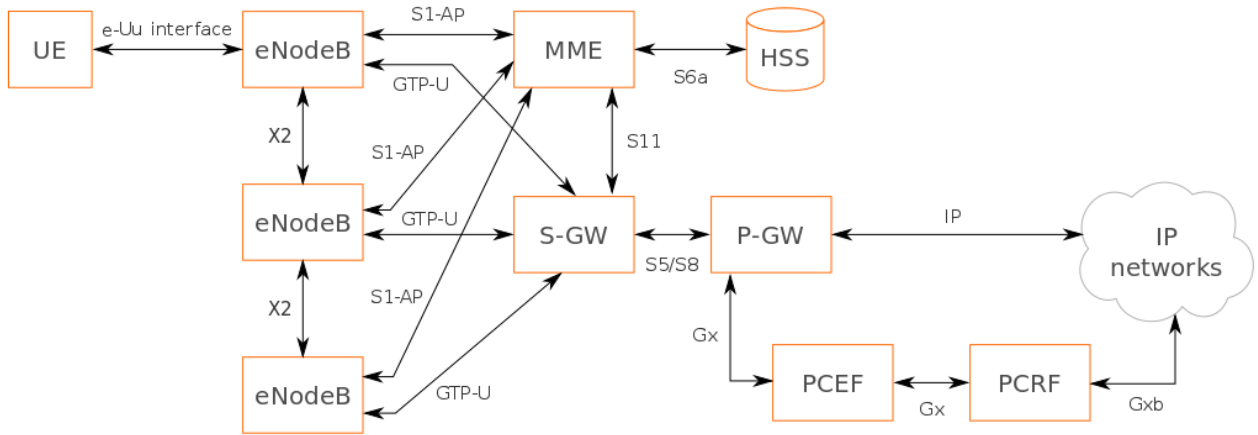 UE
e-Uu interface
eNodeB
S1-AP
GTP-U
MME
S6a
HSS
X2
S1-AP
S11
eNodeB
GTP-U
S-GW
S5/S8
P-GW
IP
IP
networks
X2
S1-AP
Gx
eNodeB
GTP-U
PCEF
Gx
PCRF
Gxb